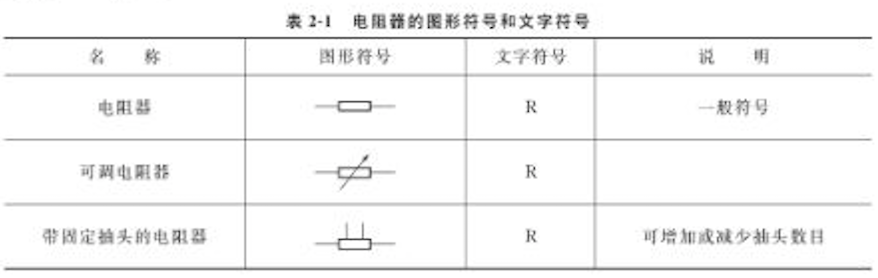 表 2-1 电阻器的图形符号和文字符号
名 称 图形符号 文字符号 说 明
电阻器 R 一般符号
可调电阻器 R
带固定抽头的电阻器 R 可增加或减少抽头数目